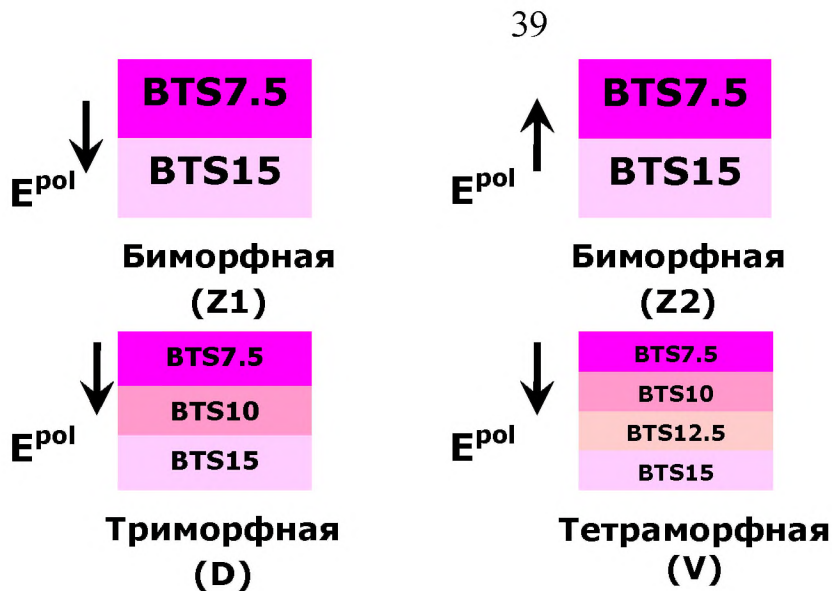 39
BTS7.5
BTS15
E^pol
Биморфная
(Z1)
BTS7.5
BTS15
E^pol
Биморфная
(Z2)
BTS7.5
BTS10
BTS15
E^pol
Триморфная
(D)
BTS7.5
BTS10
BTS12.5
BTS15
E^pol
Тетраморфная
(V)